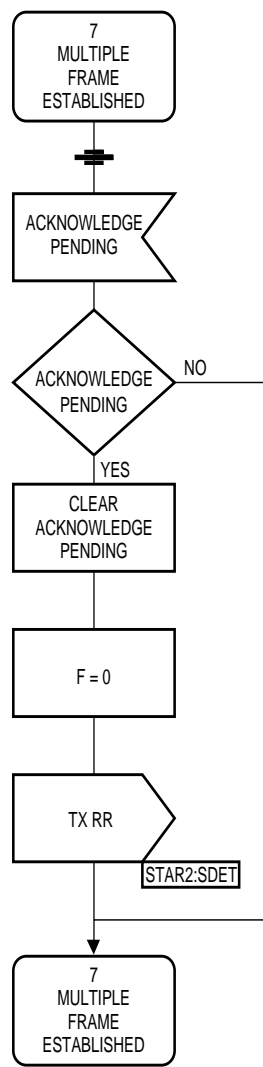 7
MULTIPLE
FRAME
ESTABLISHED
ACKNOWLEDGE
PENDING
ACKNOWLEDGE
PENDING
NO
YES
CLEAR
ACKNOWLEDGE
PENDING
F = 0
TX RR
STAR2:SDET
7
MULTIPLE
FRAME
ESTABLISHED